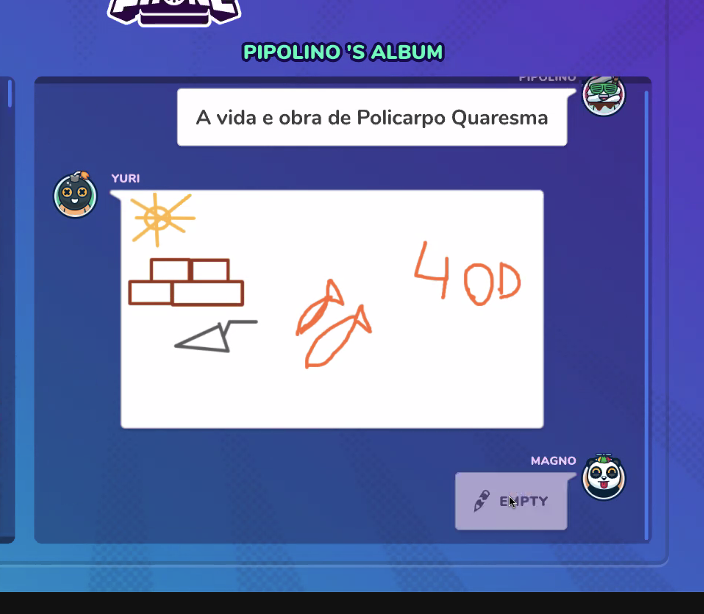 PIPOLINO 'S ALBUM
PIPOLINO
A vida e obra de Policarpo Quaresma
YURI
40D
MAGNO
EMPTY